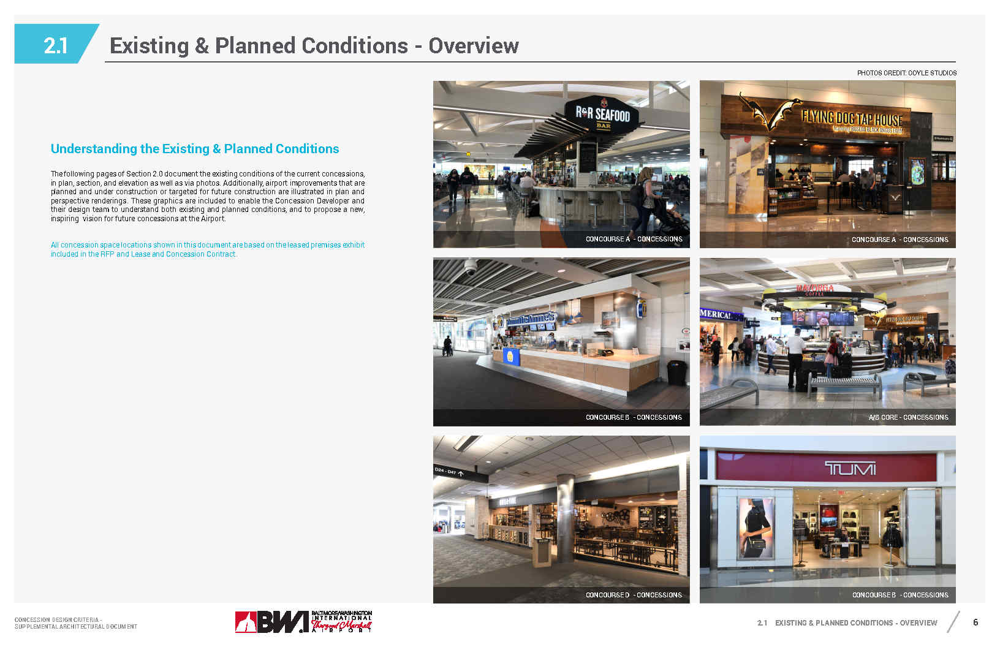 2.1 Existing & Planned Conditions - Overview
PHOTOS CREDIT: COYLE STUDIOS
Understanding the Existing & Planned Conditions
The following pages of Section 2.0 document the existing conditions of the current concessions,
in plan, section, and elevation as well as via photos. Additionally, airport improvements that are
planned and under construction or targeted for future construction are illustrated in plan and
perspective renderings. These graphics are included to enable the Concession Developer and
their design team to understand both existing and planned conditions, and to propose a new,
inspiring vision for future concessions at the Airport.
All concession space locations shown in this document are based on the leased premises exhibit
included in the RFP and Lease and Concession Contract.
R&R SEAFOOD
BAR
CONCOURSE A - CONCESSIONS
FLYING DOG TAP HOUSE
CONCOURSE A - CONCESSIONS
Auntie Anne's
CONCOURSE B - CONCESSIONS
MALORGA
COFFEE
MERICA!
FLYING DOG TAP HOUSE
A/B CORE - CONCESSIONS
D24 - D47
CONCOURSE D - CONCESSIONS
TUMI
CONCOURSE B - CONCESSIONS
CONCESSION DESIGN CRITERIA -
SUPPLEMENTAL ARCHITECTURAL DOCUMENT
BWI
BALTIMORE/WASHINGTON
INTERNATIONAL
Thurgood Marshall
AIRPORT
2.1 EXISTING & PLANNED CONDITIONS - OVERVIEW 6